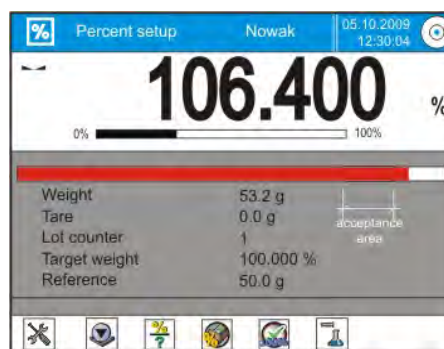 % Percent setup Nowak 05.10.2009
12:30:04
106.400 %
0% 100%
Weight 53.2 g
Tare 0.0 g
Lot counter 1
Target weight 100.000 %
Reference 50.0 g
acceptance
area
%
?